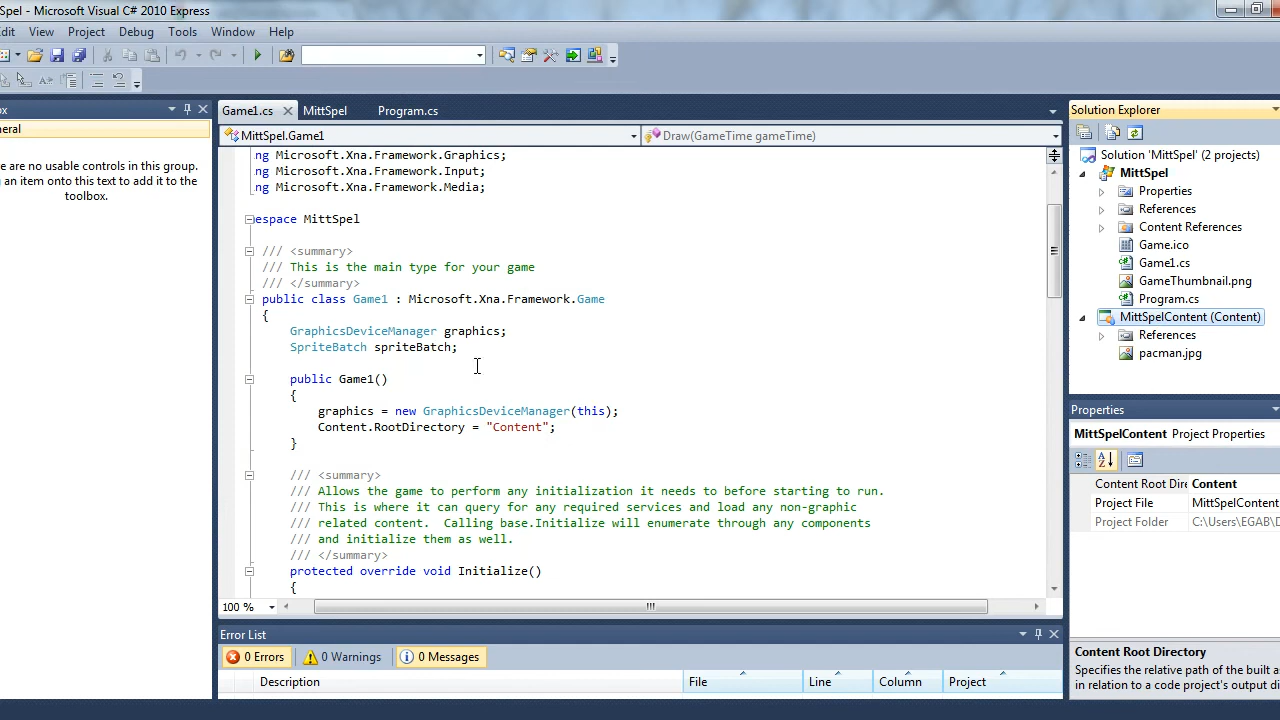 Spel - Microsoft Visual C# 2010 Express
Edit View Project Debug Tools Window Help
ox
Game1.cs MittSpel Program.cs
eneral
MittSpel.Game1 Draw(GameTime gameTime)
re are no usable controls in this group.
g an item onto this text to add it to the
toolbox.
ng Microsoft.Xna.Framework.Graphics;
ng Microsoft.Xna.Framework.Input;
ng Microsoft.Xna.Framework.Media;
espace MittSpel
/// <summary>
/// This is the main type for your game
/// </summary>
public class Game1 : Microsoft.Xna.Framework.Game
{
GraphicsDeviceManager graphics;
SpriteBatch spriteBatch;
public Game1()
{
graphics = new GraphicsDeviceManager(this);
Content.RootDirectory = "Content";
}
/// <summary>
/// Allows the game to perform any initialization it needs to before starting to run.
/// This is where it can query for any required services and load any non-graphic
/// related content.  Calling base.Initialize will enumerate through any components
/// and initialize them as well.
/// </summary>
protected override void Initialize()
{
100 %
Error List
0 Errors 0 Warnings 0 Messages
Description File Line Column Project
Solution Explorer
Solution 'MittSpel' (2 projects)
MittSpel
Properties
References
Content References
Game.ico
Game1.cs
GameThumbnail.png
Program.cs
MittSpelContent (Content)
References
pacman.jpg
Properties
MittSpelContent Project Properties
Content Root Dire Content
Project File MittSpelContent
Project Folder C:\Users\EGAB\D
Content Root Directory
Specifies the relative path of the built a
in relation to a code project's output di